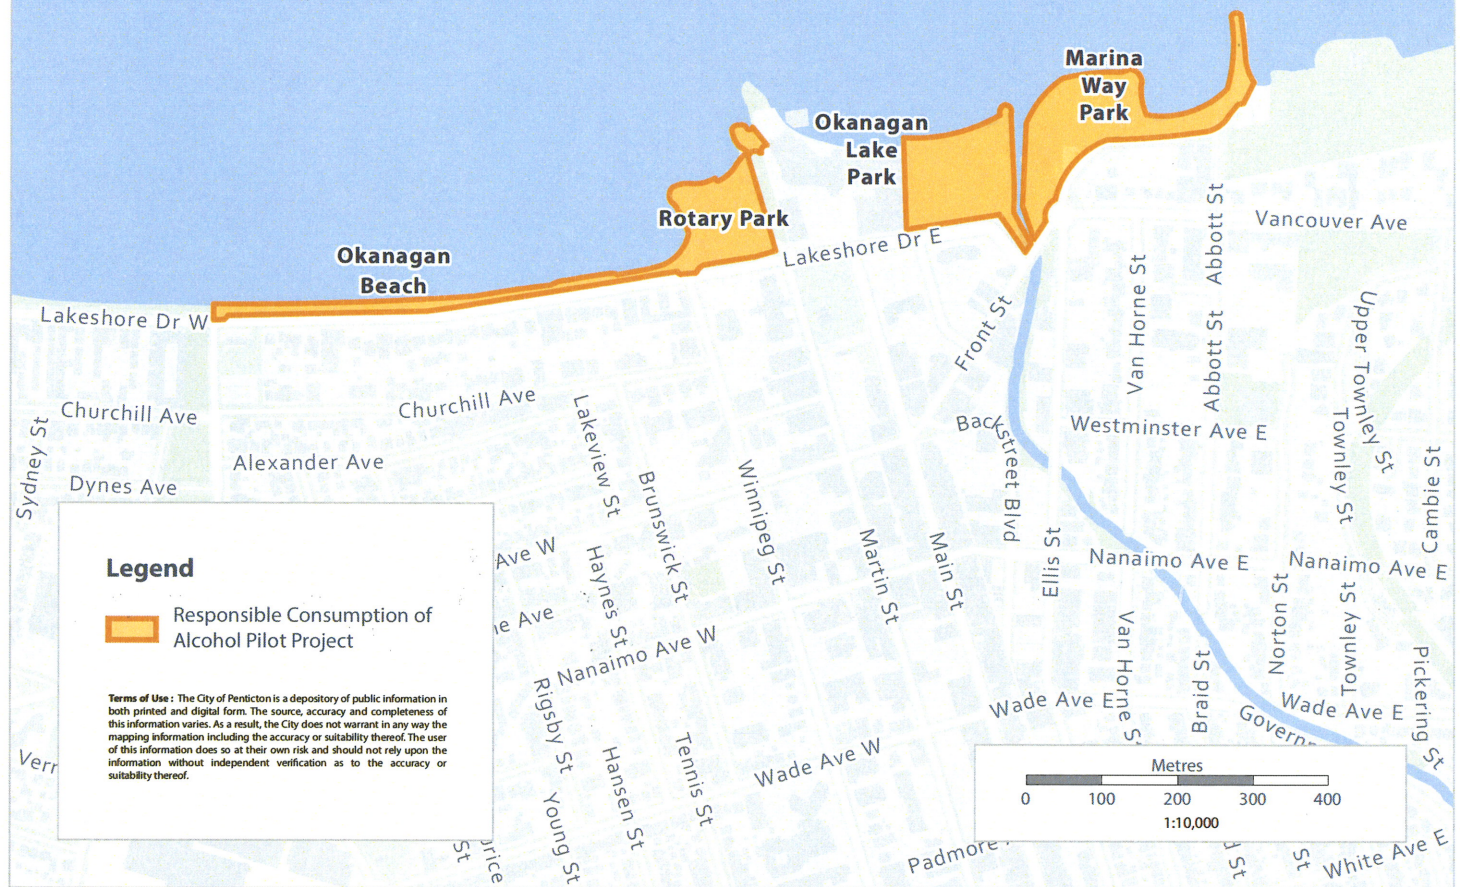 Marina
Way
Park
Okanagan
Lake
Park
Rotary Park
Okanagan
Beach
Lakeshore Dr W
Lakeshore Dr E
Vancouver Ave
Abbott St
Van Horne St
Front St
Abbott St
Upper Townley St
Churchill Ave
Churchill Ave
Lakeview St
Backstreet Blvd
Westminster Ave E
Townley St
Sydney St
Alexander Ave
Dynes Ave
Brunswick St
Winnipeg St
Cambie St
Ave W
Haynes St
Martin St
Main St
Ellis St
Nanaimo Ave E
Nanaimo Ave E
Ave
Nanaimo Ave W
Norton St
Townley St
Van Horne S
Braid St
Pickering St
Rigsby St
Wade Ave E
Wade Ave E
Hansen St
Tennis St
Wade Ave W
Young St
St
Padmore
St
St
White Ave E
Legend
Responsible Consumption of
Alcohol Pilot Project
Terms of Use : The City of Penticton is a depository of public information in
both printed and digital form. The source, accuracy and completeness of
this information varies. As a result, the City does not warrant in any way the
mapping information including the accuracy or suitability thereof. The user
of this information does so at their own risk and should not rely upon the
information without independent verification as to the accuracy or
suitability thereof.
Metres
0 100 200 300 400
1:10,000